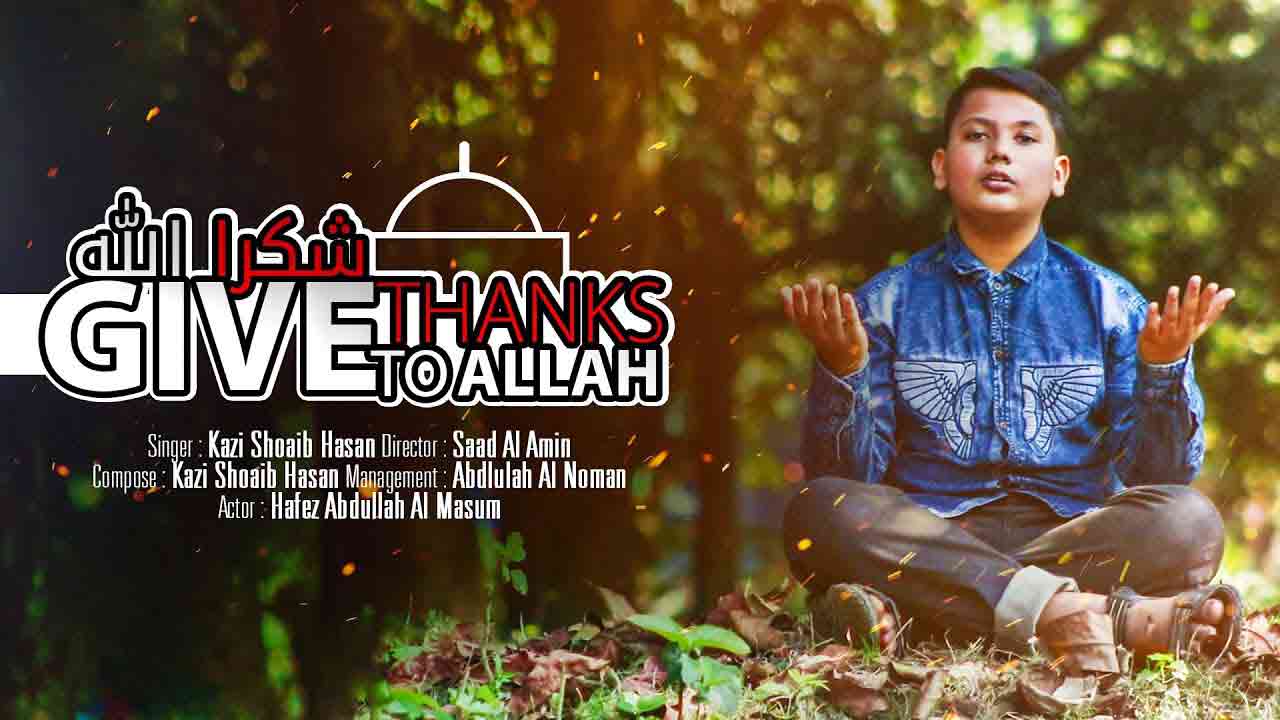 شكرا الله
GIVE THANKS
TO ALLAH
Singer : Kazi Shoaib Hasan Director : Saad Al Amin
Compose : Kazi Shoaib Hasan Management : Abdlulah Al Noman
Actor : Hafez Abdullah Al Masum